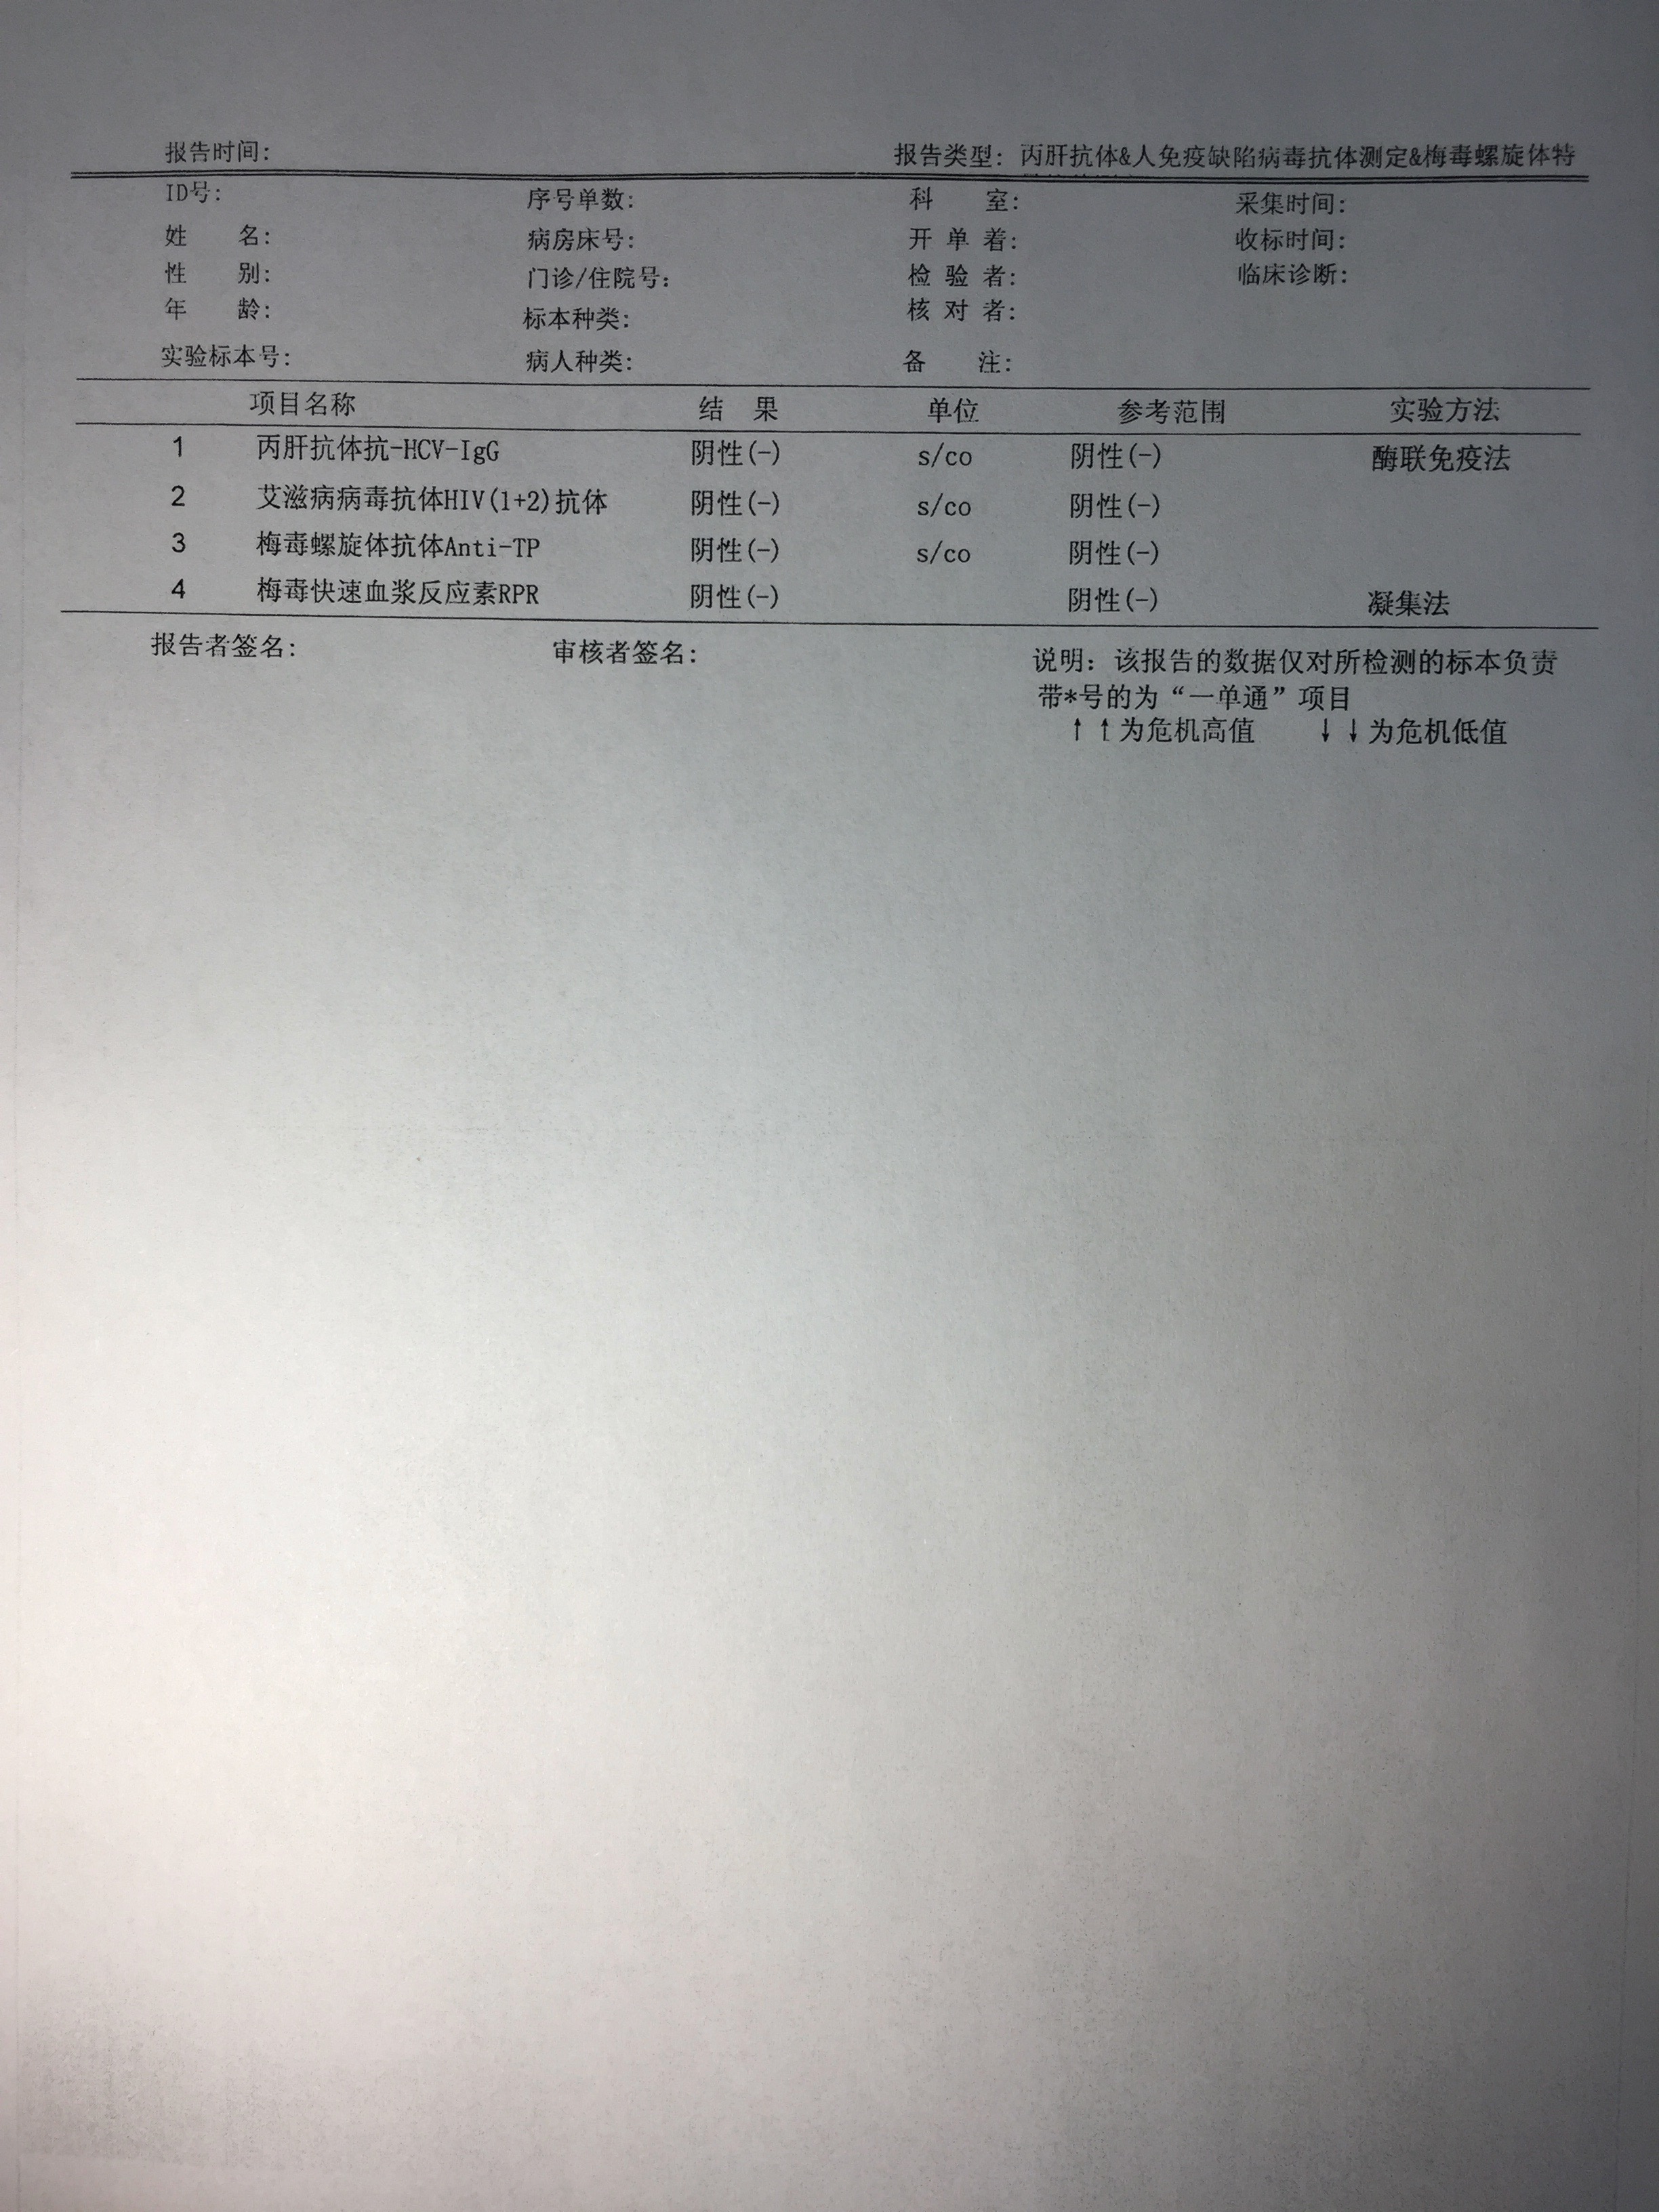 报告时间: 报告类型: 丙肝抗体&人免疫缺陷病毒抗体测定&梅毒螺旋体特
ID号: 序号单数: 科 室: 采集时间:
姓 名: 病房床号: 开 单 着: 收标时间:
性 别: 门诊/住院号: 检 验 者: 临床诊断:
年 龄: 标本种类: 核 对 者:
实验标本号: 病人种类: 备 注:
项目名称 结 果 单位 参考范围 实验方法
1 丙肝抗体抗-HCV-IgG 阴性(-) s/co 阴性(-) 酶联免疫法
2 艾滋病病毒抗体HIV(1+2)抗体 阴性(-) s/co 阴性(-)
3 梅毒螺旋体抗体Anti-TP 阴性(-) s/co 阴性(-)
4 梅毒快速血浆反应素RPR 阴性(-) 阴性(-) 凝集法
报告者签名: 审核者签名: 说明: 该报告的数据仅对所检测的标本负责
带*号的为“一单通”项目
↑↑为危机高值 ↓↓为危机低值